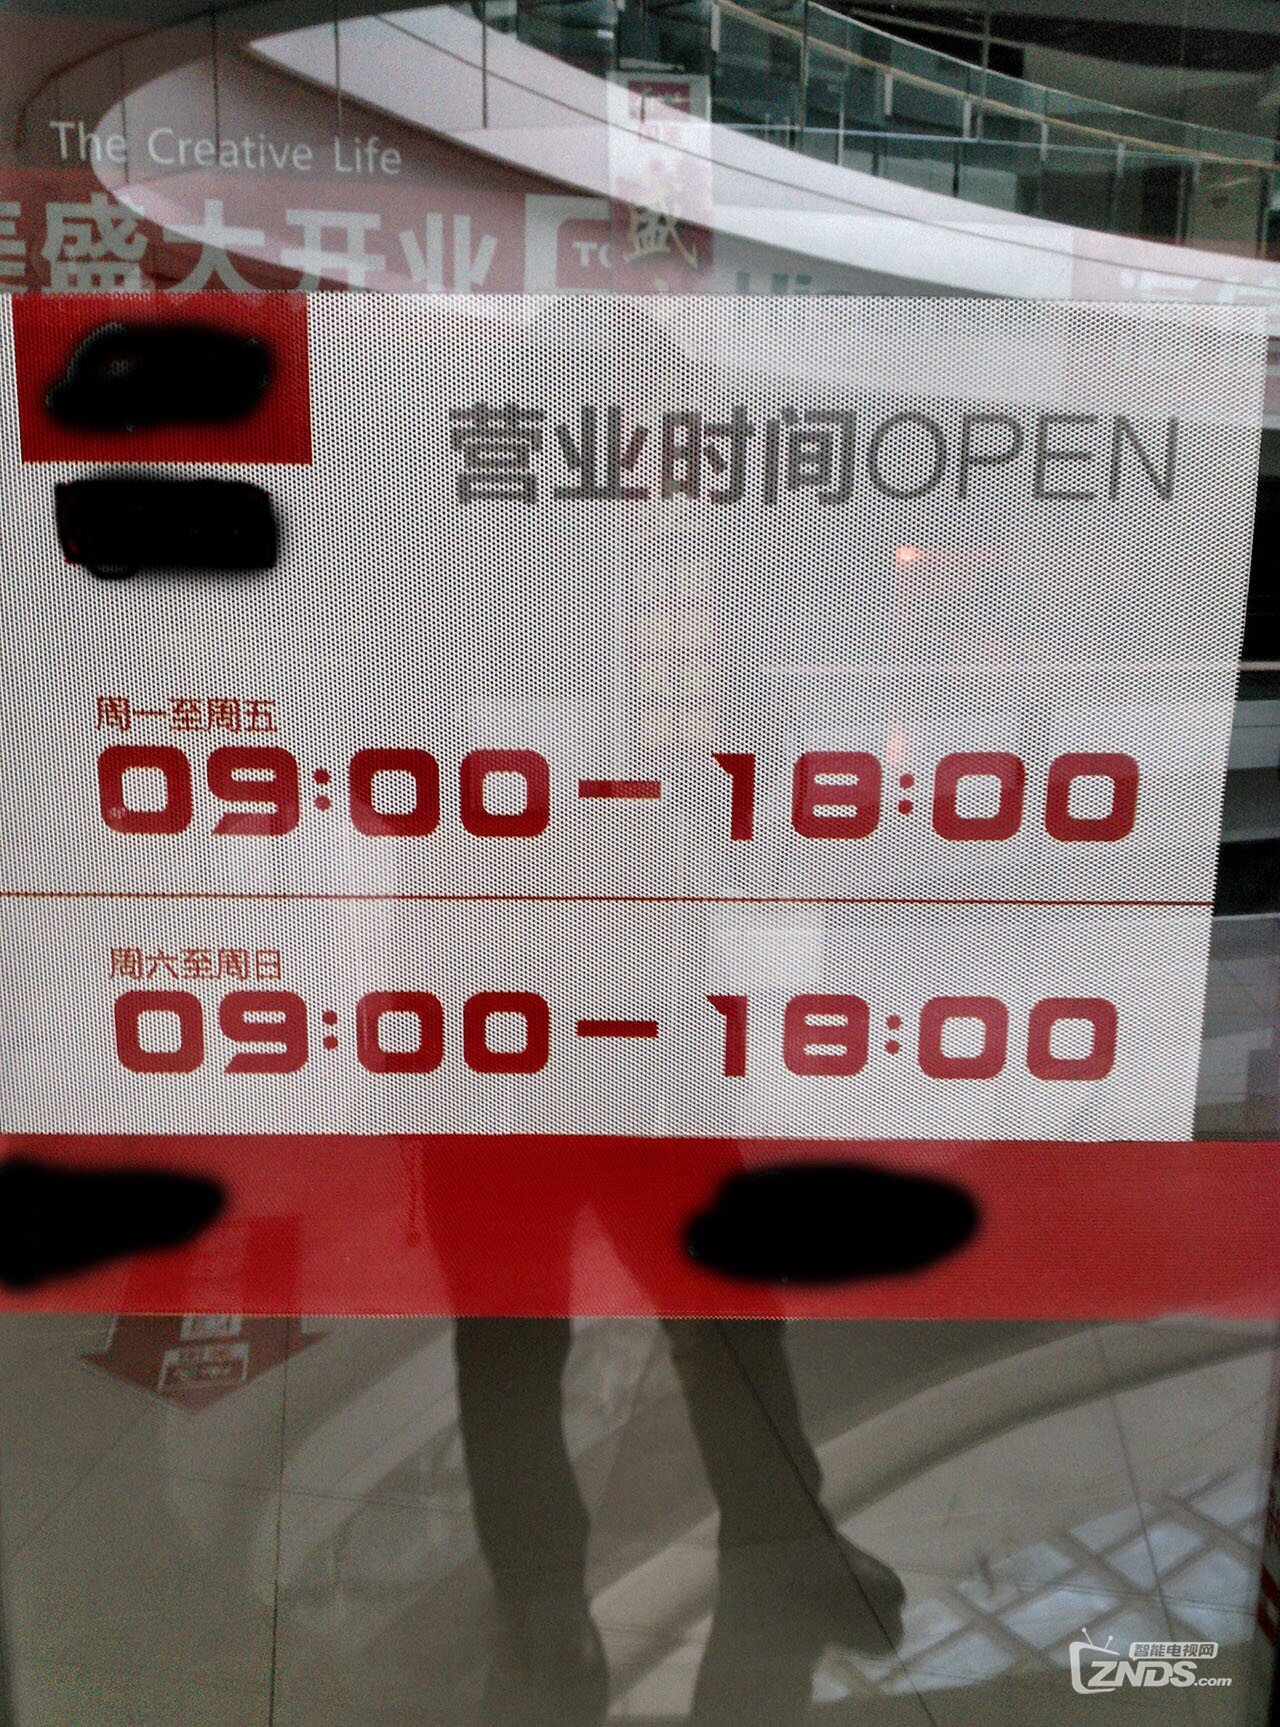 The Creative Life
盛大开业
盛
营业时间OPEN
周一至周五
09:00-18:00
周六至周日
09:00-18:00
智能电视网
ZNDS.com